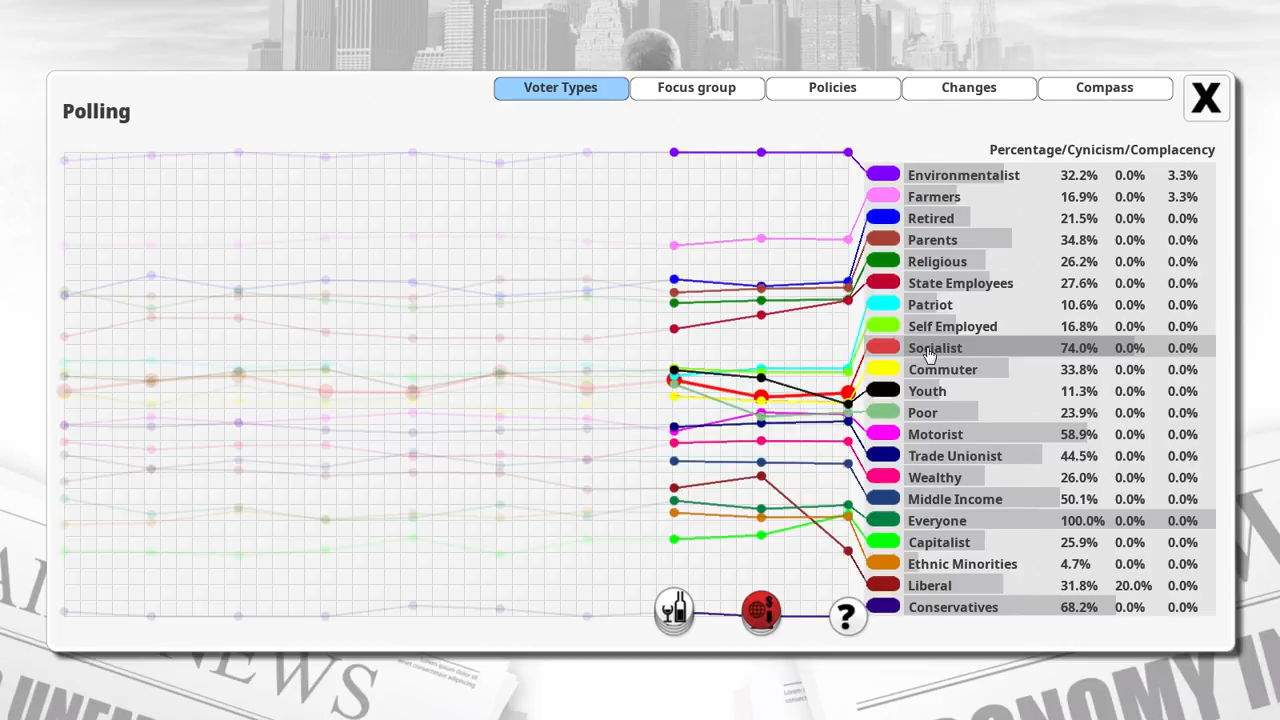 Voter Types Focus group Policies Changes Compass X
Polling
Percentage/Cynicism/Complacency
Environmentalist 32.2% 0.0% 3.3%
Farmers 16.9% 0.0% 3.3%
Retired 21.5% 0.0% 0.0%
Parents 34.8% 0.0% 0.0%
Religious 26.2% 0.0% 0.0%
State Employees 27.6% 0.0% 0.0%
Patriot 10.6% 0.0% 0.0%
Self Employed 16.8% 0.0% 0.0%
Socialist 74.0% 0.0% 0.0%
Commuter 33.8% 0.0% 0.0%
Youth 11.3% 0.0% 0.0%
Poor 23.9% 0.0% 0.0%
Motorist 58.9% 0.0% 0.0%
Trade Unionist 44.5% 0.0% 0.0%
Wealthy 26.0% 0.0% 0.0%
Middle Income 50.1% 0.0% 0.0%
Everyone 100.0% 0.0% 0.0%
Capitalist 25.9% 0.0% 0.0%
Ethnic Minorities 4.7% 0.0% 0.0%
Liberal 31.8% 20.0% 0.0%
Conservatives 68.2% 0.0% 0.0%
?
NEWS